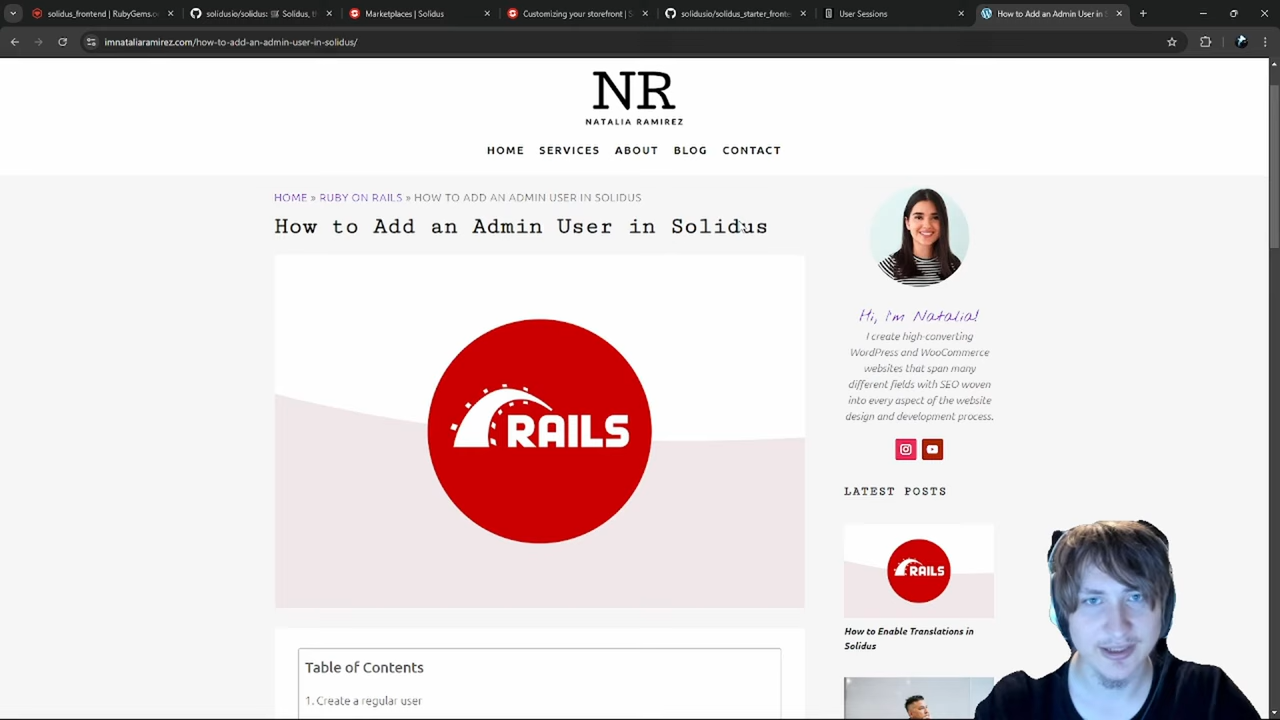 solidus_frontend | RubyGems.o
solidusio/solidus: 🛒 Solidus, t
Marketplaces | Solidus
Customizing your storefront | S
solidusio/solidus_starter_fronte
User Sessions
How to Add an Admin User in S
imnataliaramirez.com/how-to-add-an-admin-user-in-solidus/
NR
NATALIA RAMIREZ
HOME SERVICES ABOUT BLOG CONTACT
HOME » RUBY ON RAILS » HOW TO ADD AN ADMIN USER IN SOLIDUS
How to Add an Admin User in Solidus
RAILS
Table of Contents
1. Create a regular user
Hi, I'm Natalia!
I create high-converting
WordPress and WooCommerce
websites that span many
different fields with SEO woven
into every aspect of the website
design and development process.
LATEST POSTS
RAILS
How to Enable Translations in
Solidus